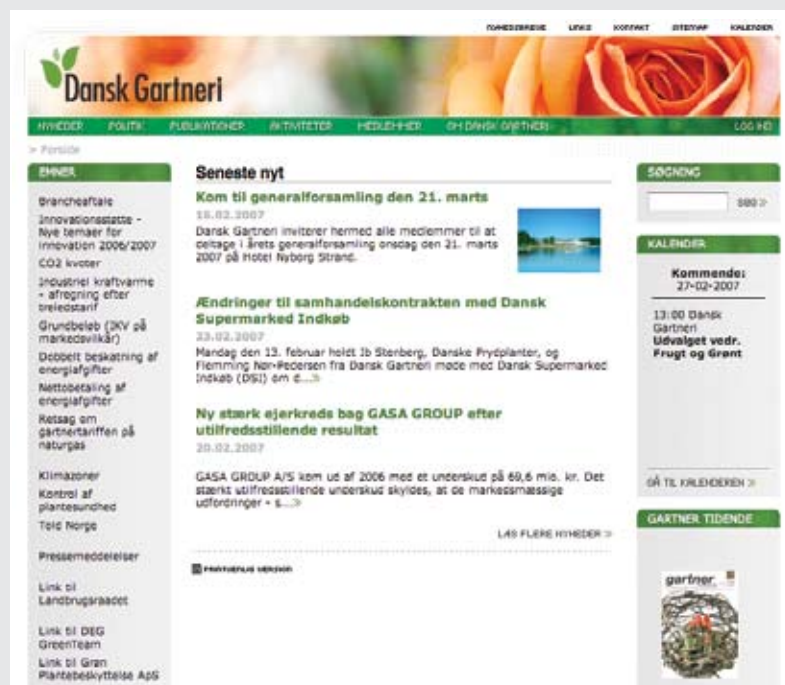 NYHEDSBREVE LINKS KONTAKT SITEMAP KALENDER
Dansk Gartneri
NYHEDER POLITIK PUBLIKATIONER AKTIVITETER MEDLEMMER OM DANSK GARTNERI LOG IND
> Forside
EMNER
Brancheaftale
Innovationsstøtte -
Nye temaer for
innovation 2006/2007
CO2 kvoter
Industriel kraftvarme
- afregning efter
treledstarif
Grundbeløb (IKV på
markedsvilkår)
Dobbelt beskatning af
energiafgifter
Nettobetaling af
energiafgifter
Retsag om
gartnertariffen på
naturgas
Klimazoner
Kontrol af
plantesundhed
Told Norge
Pressemeddelelser
Link til
Landbrugsraadet
Link til DEG
GreenTeam
Link til Grøn
Plantebeskyttelse ApS
Seneste nyt
Kom til generalforsamling den 21. marts
16.02.2007
Dansk Gartneri inviterer hermed alle medlemmer til at
deltage i årets generalforsamling onsdag den 21. marts
2007 på Hotel Nyborg Strand.
Ændringer til samhandelskontrakten med Dansk
Supermarked Indkøb
23.02.2007
Mandag den 13. februar holdt Ib Stenberg, Danske Prydplanter, og
Flemming Nør-Pedersen fra Dansk Gartneri møde med Dansk Supermarked
Indkøb (DSI) om d...»
Ny stærk ejerkreds bag GASA GROUP efter
utilfredsstillende resultat
20.02.2007
GASA GROUP A/S kom ud af 2006 med et underskud på 69,6 mio. kr. Det
stærkt utilfredsstillende underskud skyldes, at de markedsmæssige
udfordringer - s...»
LÆS FLERE NYHEDER »
PRINTVENLIG VERSION
SØGNING
SØG »
KALENDER
Kommende:
27-02-2007
13:00 Dansk
Gartneri
Udvalget vedr.
Frugt og Grønt
GÅ TIL KALENDEREN »
GARTNER TIDENDE
gartner